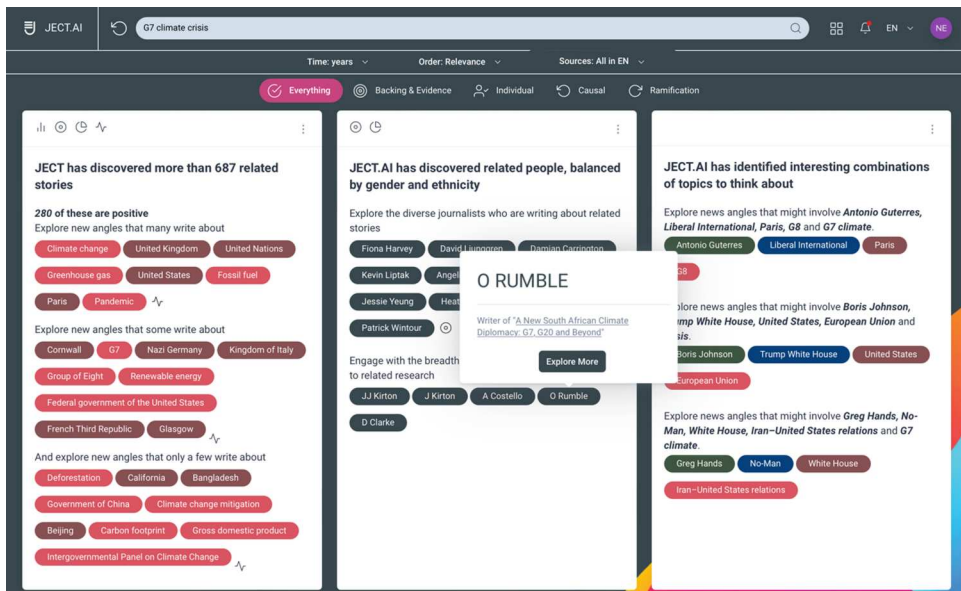 JECT.AI
G7 climate crisis
EN
NE
Time: years
Order: Relevance
Sources: All in EN
Everything
Backing & Evidence
Individual
Causal
Ramification
JECT has discovered more than 687 related
stories
280 of these are positive
Explore new angles that many write about
Climate change United Kingdom United Nations
Greenhouse gas United States Fossil fuel
Paris Pandemic
Explore new angles that some write about
Cornwall G7 Nazi Germany Kingdom of Italy
Group of Eight Renewable energy
Federal government of the United States
French Third Republic Glasgow
And explore new angles that only a few write about
Deforestation California Bangladesh
Government of China Climate change mitigation
Beijing Carbon footprint Gross domestic product
Intergovernmental Panel on Climate Change
JECT.AI has discovered related people, balanced
by gender and ethnicity
Explore the diverse journalists who are writing about related
stories
Fiona Harvey David Ljunggren Damian Carrington
Kevin Liptak Angel
Jessie Yeung Heat
Patrick Wintour
Engage with the breadth
to related research
JJ Kirton J Kirton A Costello O Rumble
D Clarke
O RUMBLE
Writer of "A New South African Climate
Diplomacy: G7, G20 and Beyond"
Explore More
JECT.AI has identified interesting combinations
of topics to think about
Explore news angles that might involve Antonio Guterres,
Liberal International, Paris, G8 and G7 climate.
Antonio Guterres Liberal International Paris
G8
plore news angles that might involve Boris Johnson,
mp White House, United States, European Union and
sis.
Boris Johnson Trump White House United States
European Union
Explore news angles that might involve Greg Hands, No-
Man, White House, Iran–United States relations and G7
climate.
Greg Hands No-Man White House
Iran–United States relations